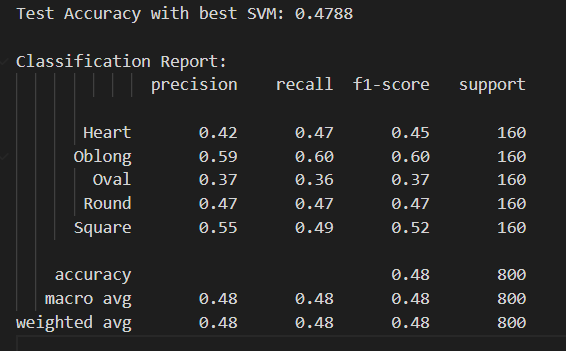 Test Accuracy with best SVM: 0.4788
Classification Report:
precision recall f1-score support
Heart 0.42 0.47 0.45 160
Oblong 0.59 0.60 0.60 160
Oval 0.37 0.36 0.37 160
Round 0.47 0.47 0.47 160
Square 0.55 0.49 0.52 160
accuracy 0.48 800
macro avg 0.48 0.48 0.48 800
weighted avg 0.48 0.48 0.48 800